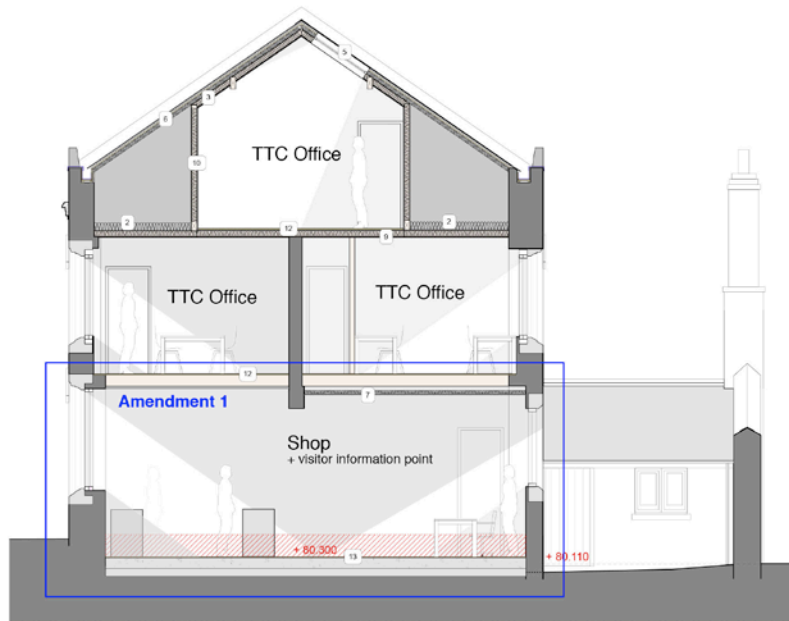 5
3
6
TTC Office
10
2
12
2
9
TTC Office
TTC Office
12
Amendment 1
7
Shop
+ visitor information point
+ 80.300
13
+ 80.110